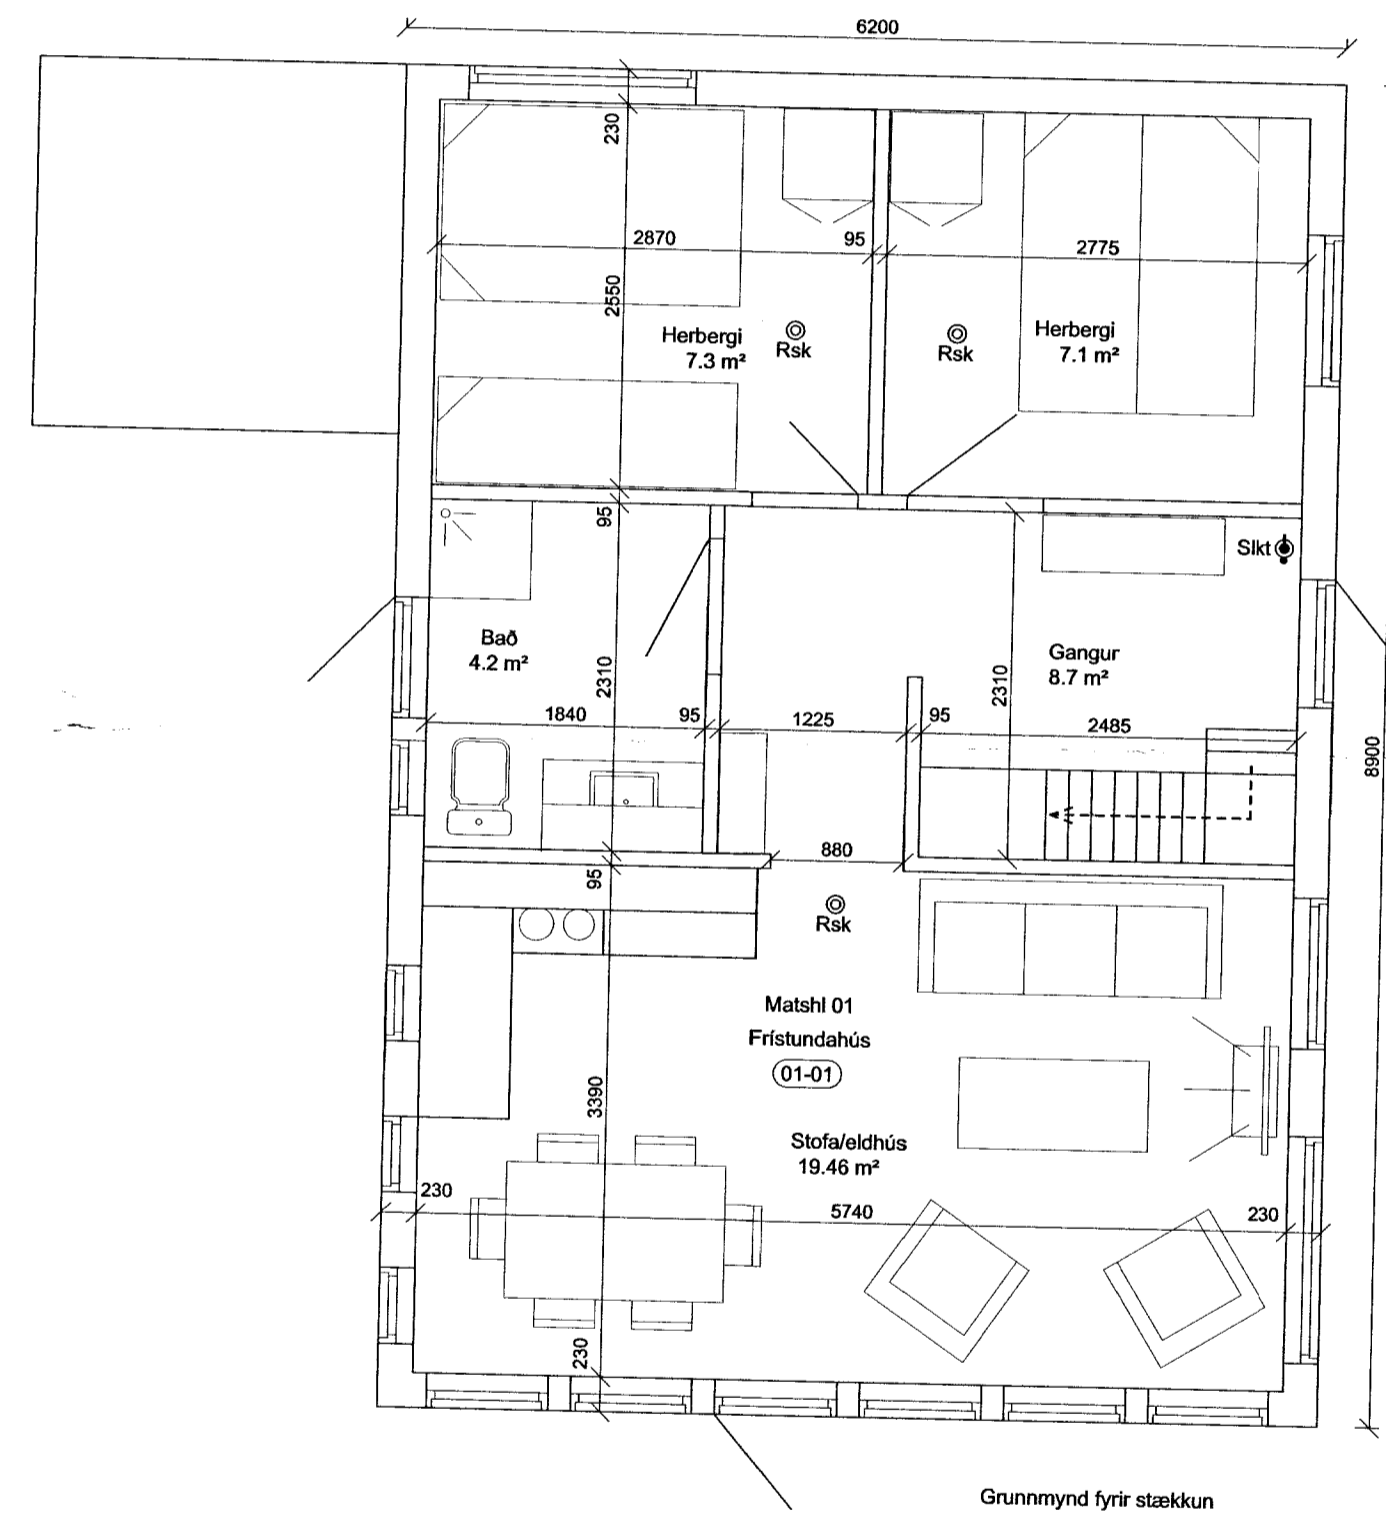 6200
230
2870
95
2775
2550
Herbergi
7.3 m²
Rsk
Rsk
Herbergi
7.1 m²
95
Slkt
Bað
4.2 m²
2310
Gangur
8.7 m²
2310
1840
95
1225
95
2485
8900
880
95
Rsk
Matshl 01
Frístundahús
01-01
3390
Stofa/eldhús
19.46 m²
230
5740
230
230
Grunnmynd fyrir stækkun